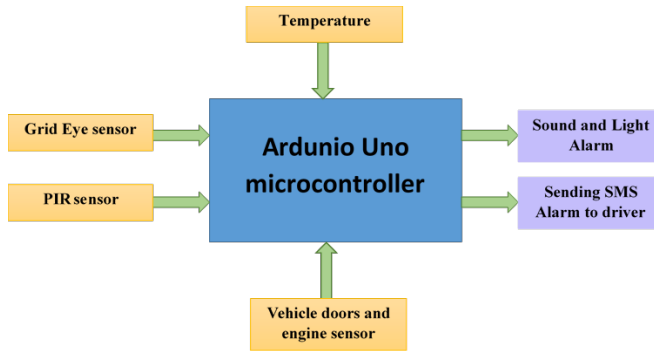 Temperature
Grid Eye sensor
PIR sensor
Ardunio Uno
microcontroller
Sound and Light
Alarm
Sending SMS
Alarm to driver
Vehicle doors and
engine sensor